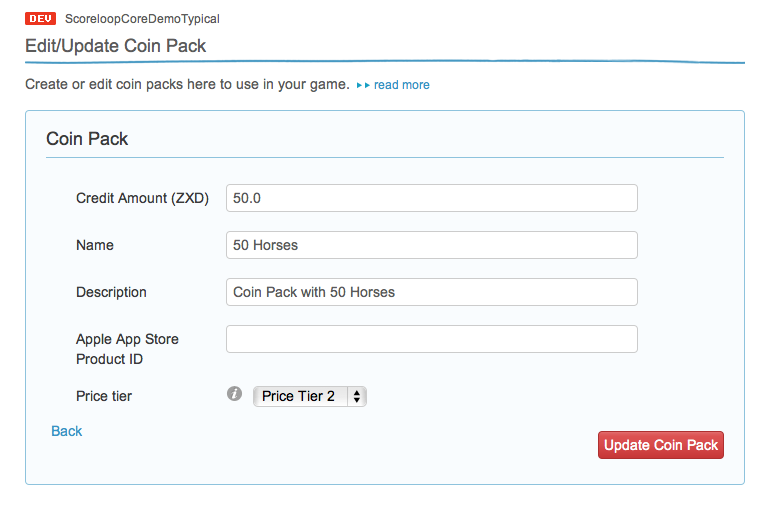 DEV ScoreloopCoreDemoTypical
Edit/Update Coin Pack
Create or edit coin packs here to use in your game. read more
Coin Pack
Credit Amount (ZXD) 50.0
Name 50 Horses
Description Coin Pack with 50 Horses
Apple App Store
Product ID
Price tier i Price Tier 2
Back
Update Coin Pack